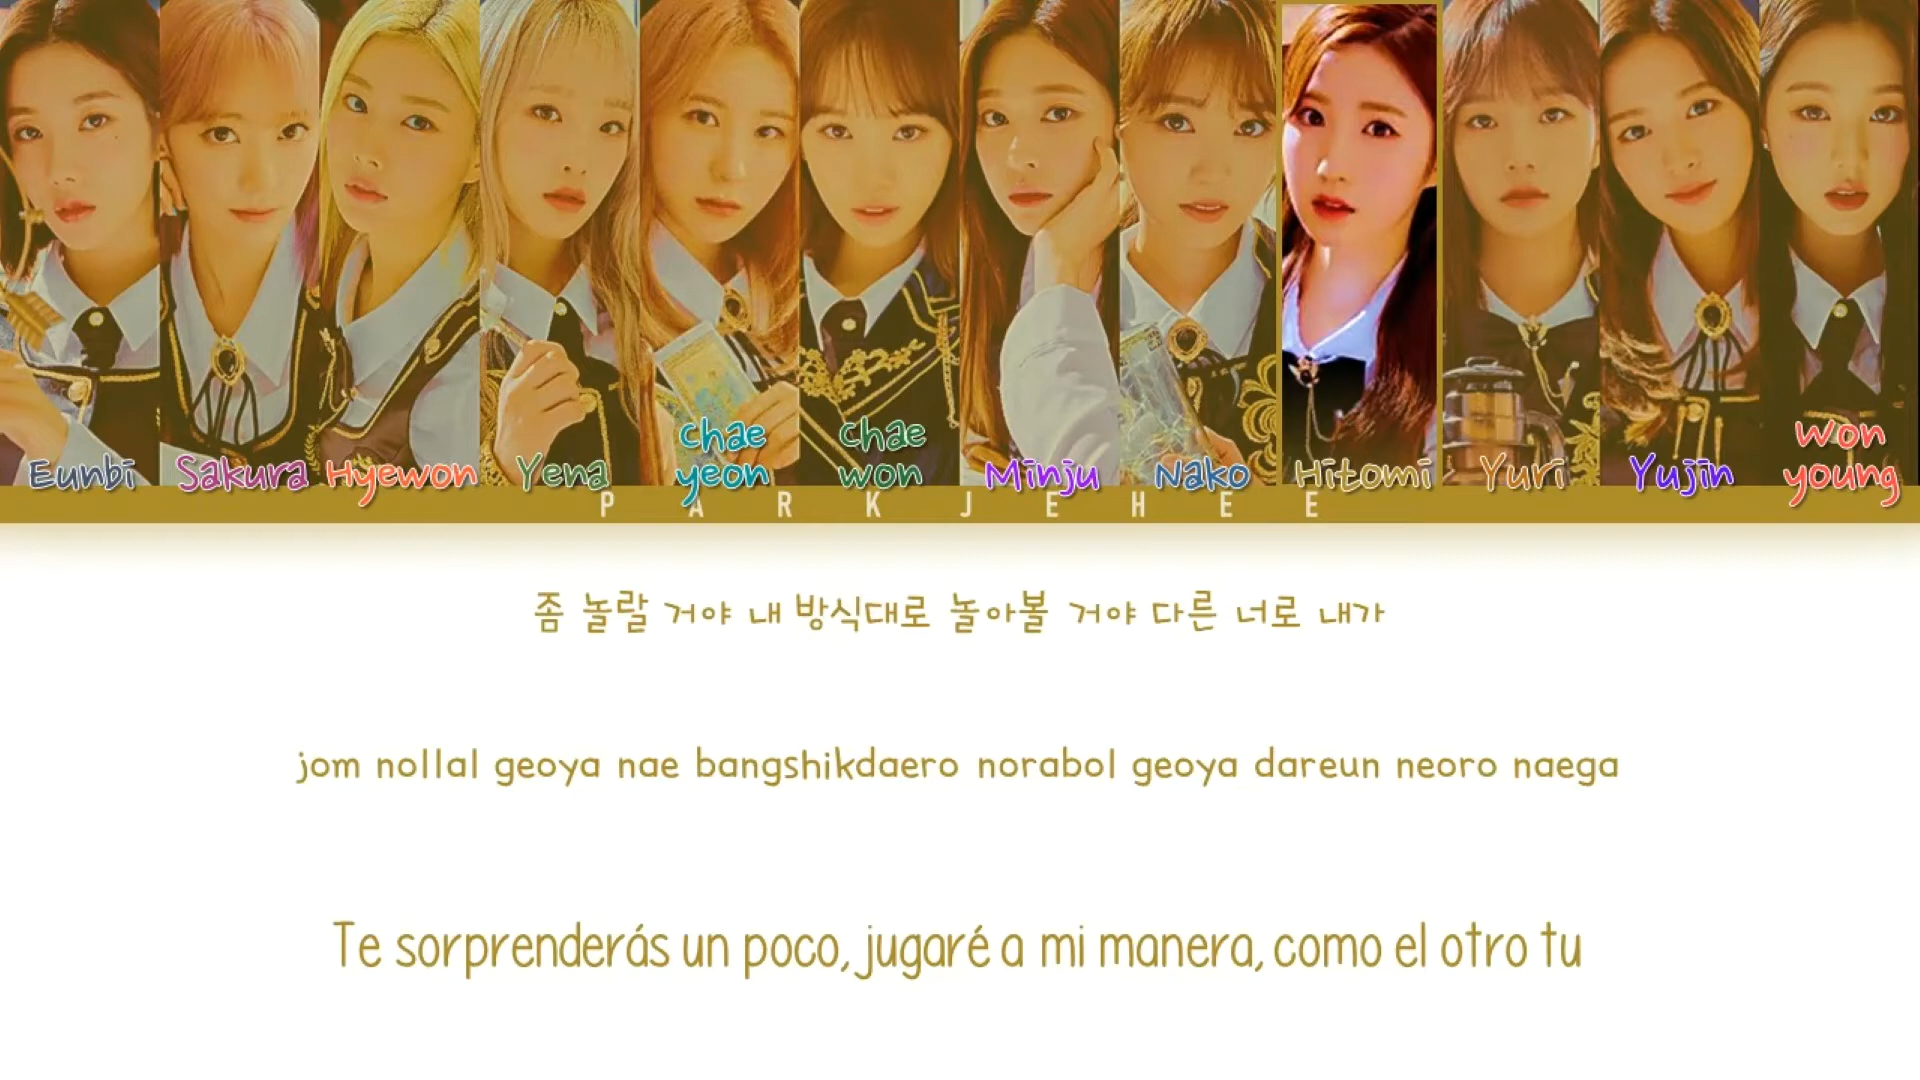 Eunbi Sakura Hyewon Yena chae yeon chae won Minju Nako Hitomi Yuri Yujin won young
PARKJEHEE
좀 놀랄 거야 내 방식대로 놀아볼 거야 다른 너로 내가
jom nollal geoya nae bangshikdaero norabol geoya dareun neoro naega
Te sorprenderás un poco, jugaré a mi manera, como el otro tu